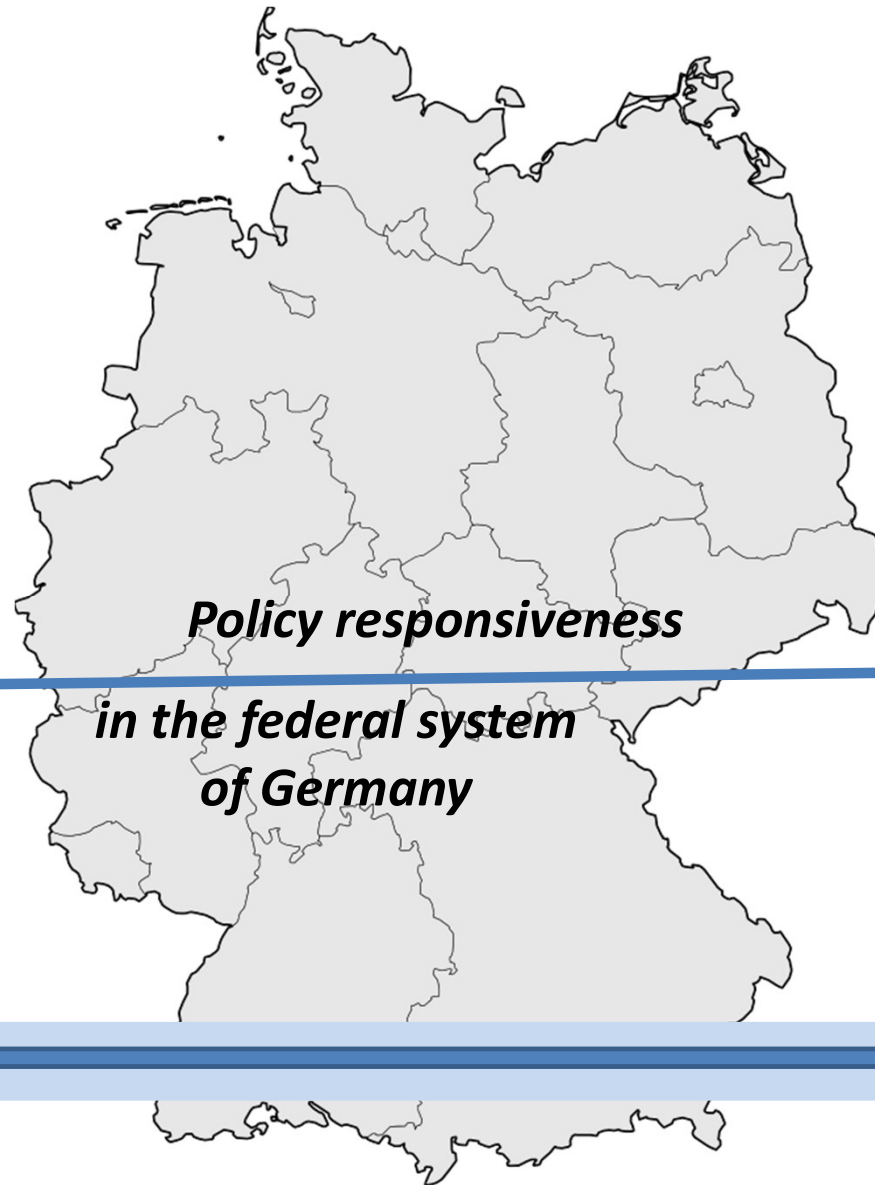 Policy responsiveness
in the federal system
of Germany